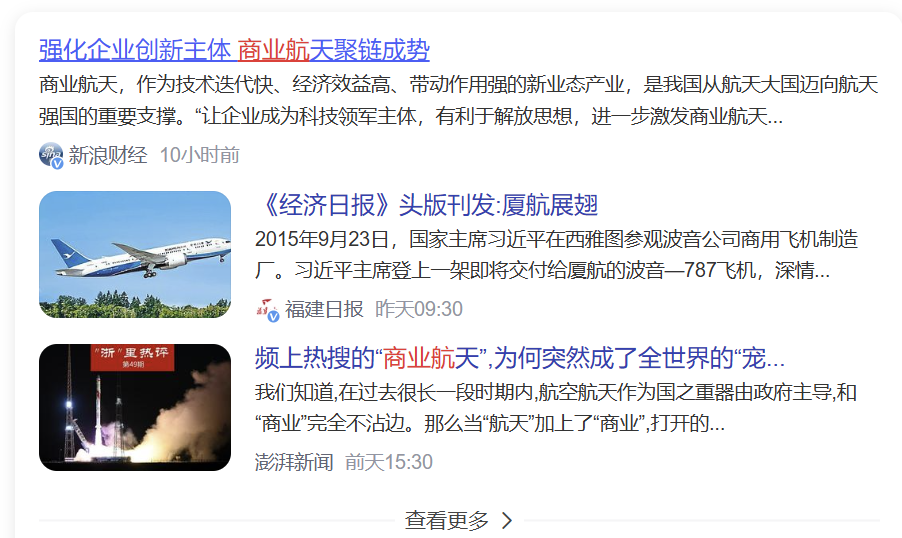 强化企业创新主体 商业航天聚链成势
商业航天，作为技术迭代快、经济效益高、带动作用强的新业态产业，是我国从航天大国迈向航天
强国的重要支撑。“让企业成为科技领军主体，有利于解放思想，进一步激发商业航天...
新浪财经 10小时前
《经济日报》头版刊发:厦航展翅
2015年9月23日，国家主席习近平在西雅图参观波音公司商用飞机制造
厂。习近平主席登上一架即将交付给厦航的波音—787飞机，深情...
福建日报 昨天09:30
“浙”里热评
第49期
频上热搜的“商业航天”,为何突然成了全世界的“宠...
我们知道,在过去很长一段时期内,航空航天作为国之重器由政府主导,和
“商业”完全不沾边。那么当“航天”加上了“商业”,打开的...
澎湃新闻 前天15:30
查看更多